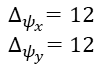 Δ_{ψ_x} = 12
Δ_{ψ_y} = 12